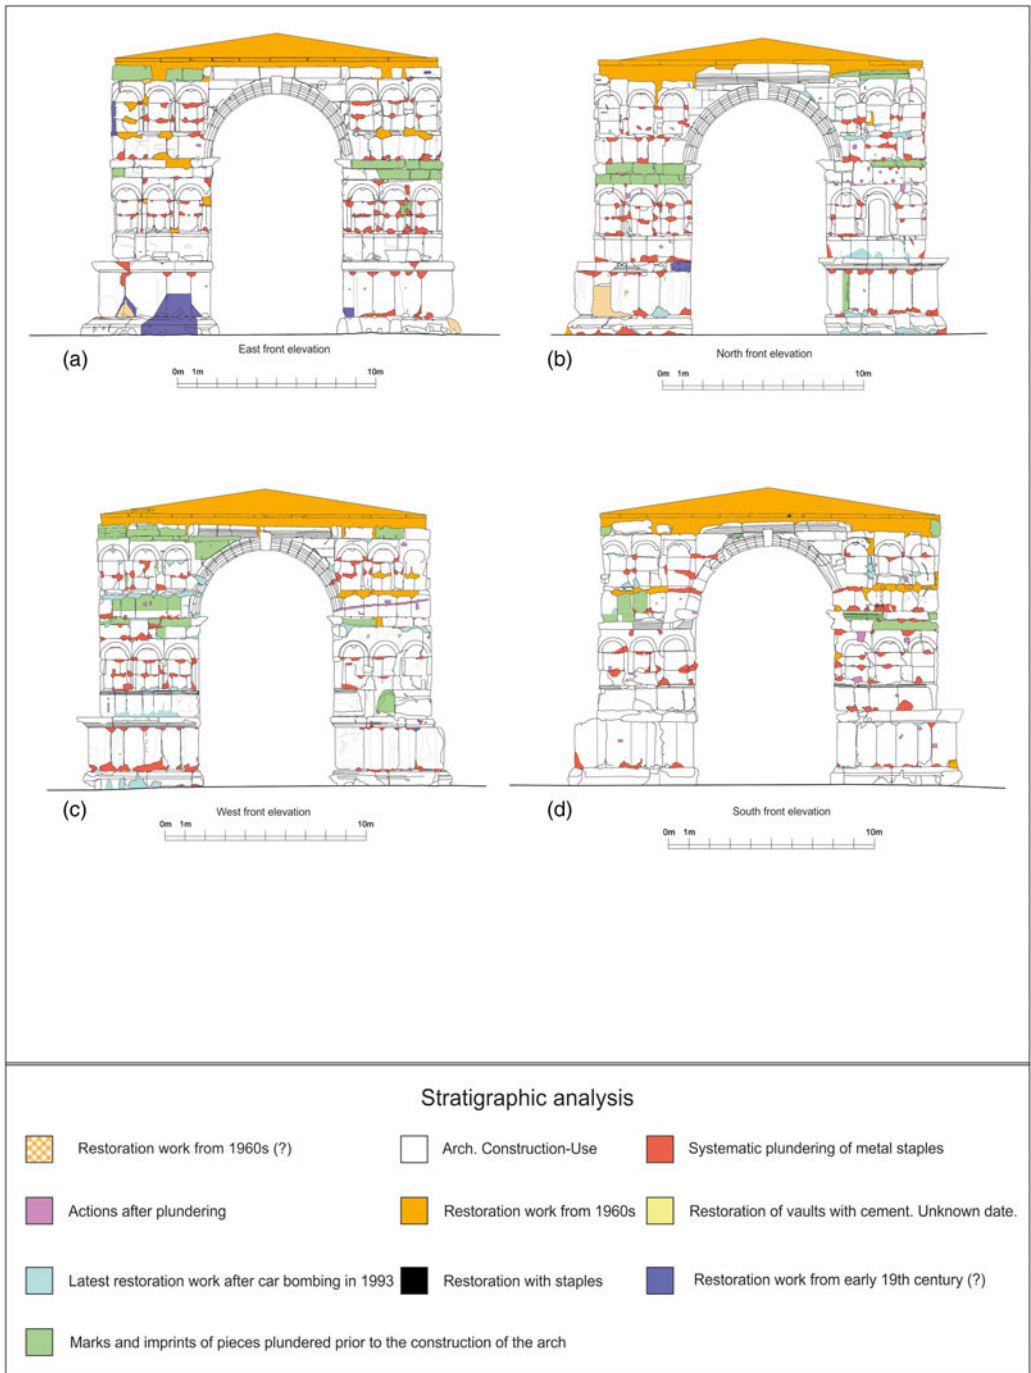 East front elevation
(a)
0m 1m 10m
North front elevation
(b)
0m 1m 10m
West front elevation
(c)
0m 1m 10m
South front elevation
(d)
0m 1m 10m
Stratigraphic analysis
Restoration work from 1960s (?)
Arch. Construction-Use
Systematic plundering of metal staples
Actions after plundering
Restoration work from 1960s
Restoration of vaults with cement. Unknown date.
Latest restoration work after car bombing in 1993
Restoration with staples
Restoration work from early 19th century (?)
Marks and imprints of pieces plundered prior to the construction of the arch